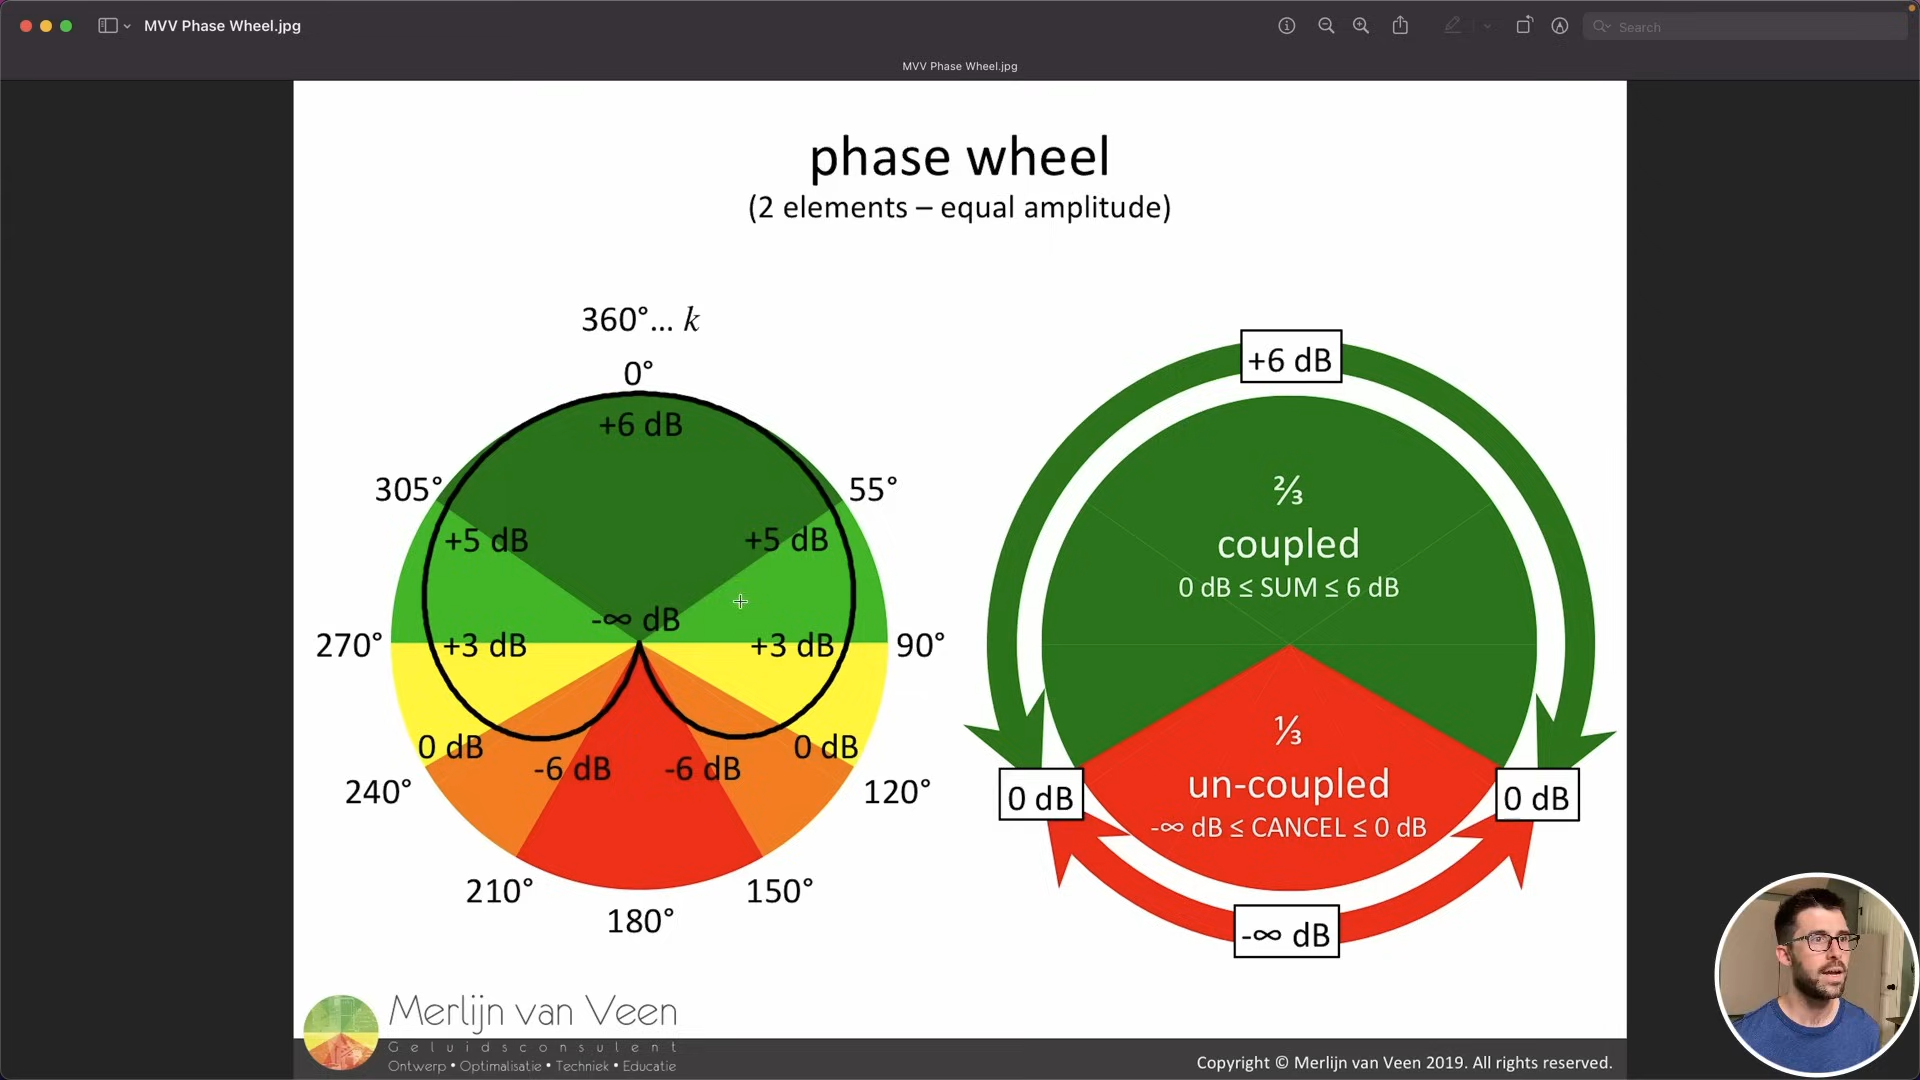 MVV Phase Wheel.jpg
Search
MVV Phase Wheel.jpg
phase wheel
(2 elements – equal amplitude)
360°... k
0°
+6 dB
305°
55°
+5 dB
+5 dB
-∞ dB
270°
+3 dB
+3 dB
90°
0 dB
-6 dB
-6 dB
0 dB
240°
120°
210°
150°
180°
+6 dB
⅔
coupled
0 dB ≤ SUM ≤ 6 dB
⅓
un-coupled
-∞ dB ≤ CANCEL ≤ 0 dB
0 dB
0 dB
-∞ dB
Merlijn van Veen
Geluidsconsulent
Ontwerp • Optimalisatie • Techniek • Educatie
Copyright © Merlijn van Veen 2019. All rights reserved.